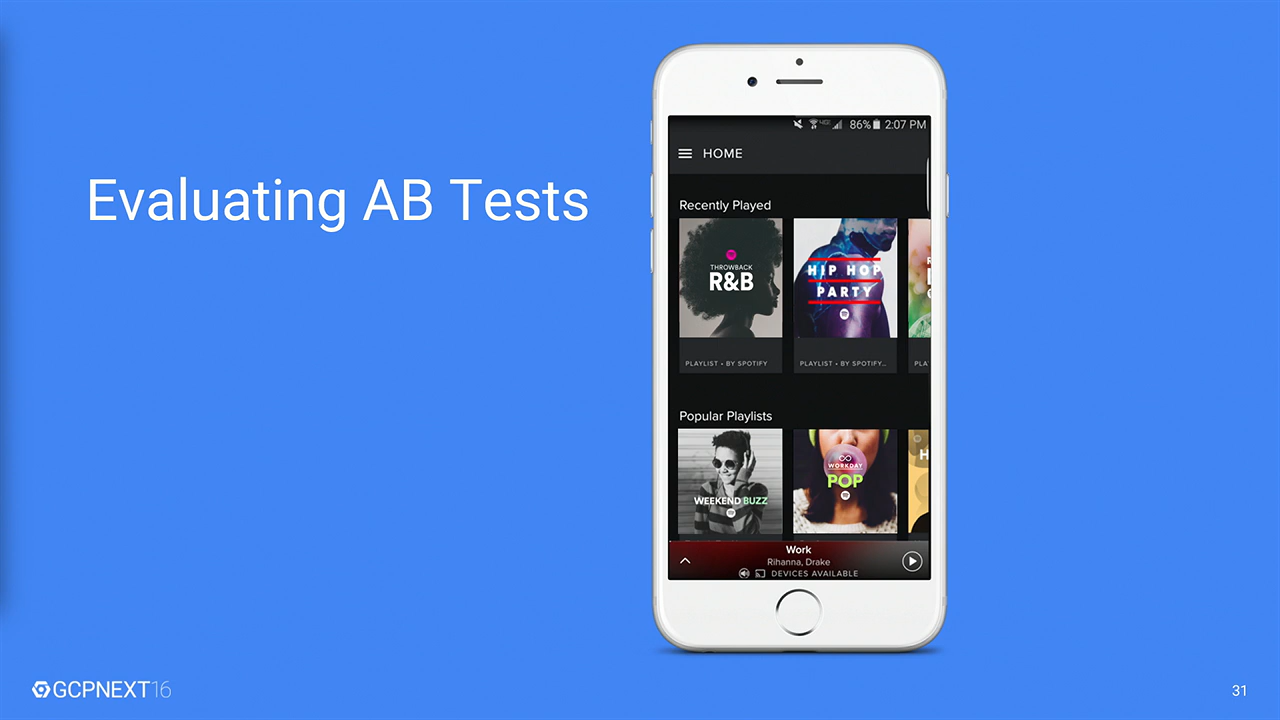 Evaluating AB Tests
86% 2:07 PM
HOME
Recently Played
THROWBACK
R&B
HIP HOP
PARTY
PLAYLIST • BY SPOTIFY
PLAYLIST • BY SPOTIFY...
PLA
Popular Playlists
WEEKEND BUZZ
WORKDAY
POP
Work
Rihanna, Drake
DEVICES AVAILABLE
GCPNEXT16
31